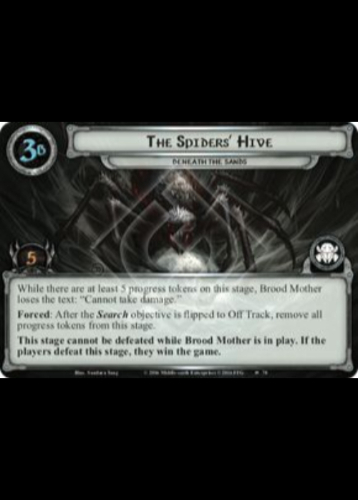 3B
THE SPIDERS' HIVE
BENEATH THE SANDS
5
While there are at least 5 progress tokens on this stage, Brood Mother
loses the text: "Cannot take damage."
Forced: After the Search objective is flipped to Off Track, remove all
progress tokens from this stage.
This stage cannot be defeated while Brood Mother is in play. If the
players defeat this stage, they win the game.